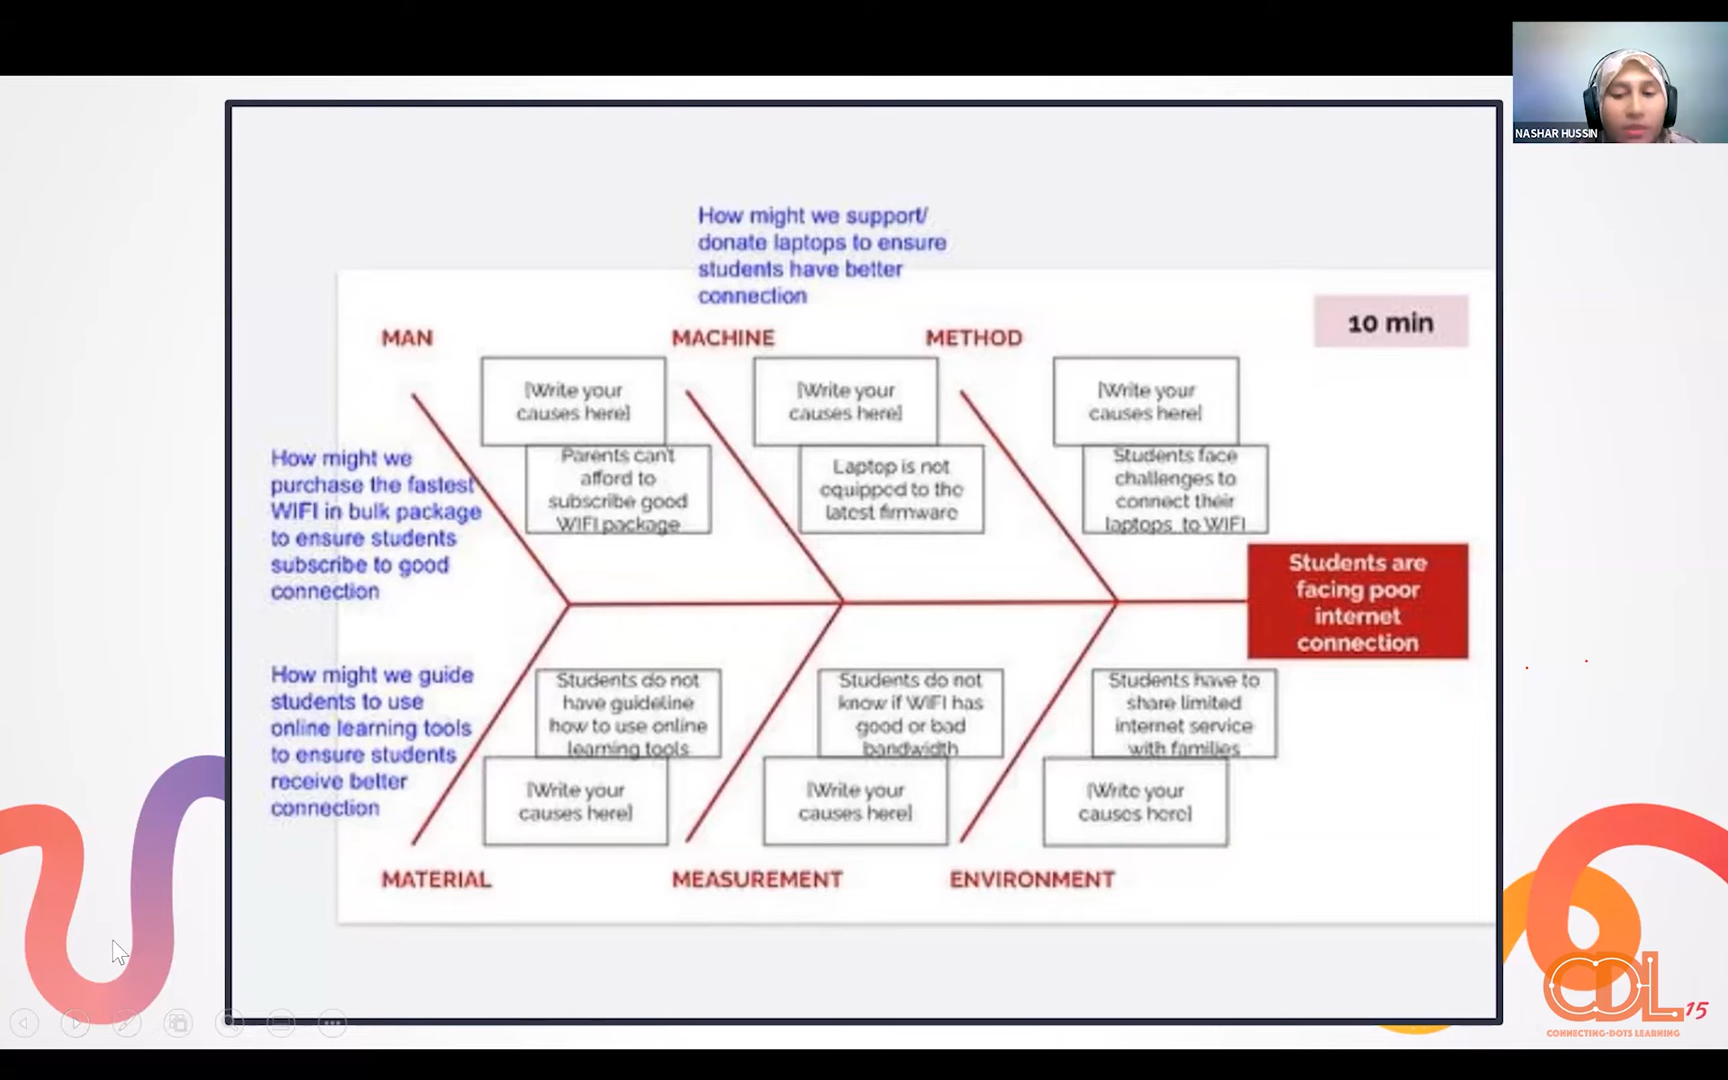 NASHAR HUSSIN
How might we support/
donate laptops to ensure
students have better
connection
10 min
MAN
MACHINE
METHOD
[Write your
causes here]
[Write your
causes here]
[Write your
causes here]
Parents can't
afford to
subscribe good
WIFI package
Laptop is not
equipped to the
latest firmware
Students face
challenges to
connect their
laptops to WIFI
How might we
purchase the fastest
WIFI in bulk package
to ensure students
subscribe to good
connection
Students are
facing poor
internet
connection
How might we guide
students to use
online learning tools
to ensure students
receive better
connection
Students do not
have guideline
how to use online
learning tools
Students do not
know if WIFI has
good or bad
bandwidth
Students have to
share limited
internet service
with families
[Write your
causes here]
[Write your
causes here]
[Write your
causes here]
MATERIAL
MEASUREMENT
ENVIRONMENT
CDL
CONNECTING-DOTS LEARNING
15